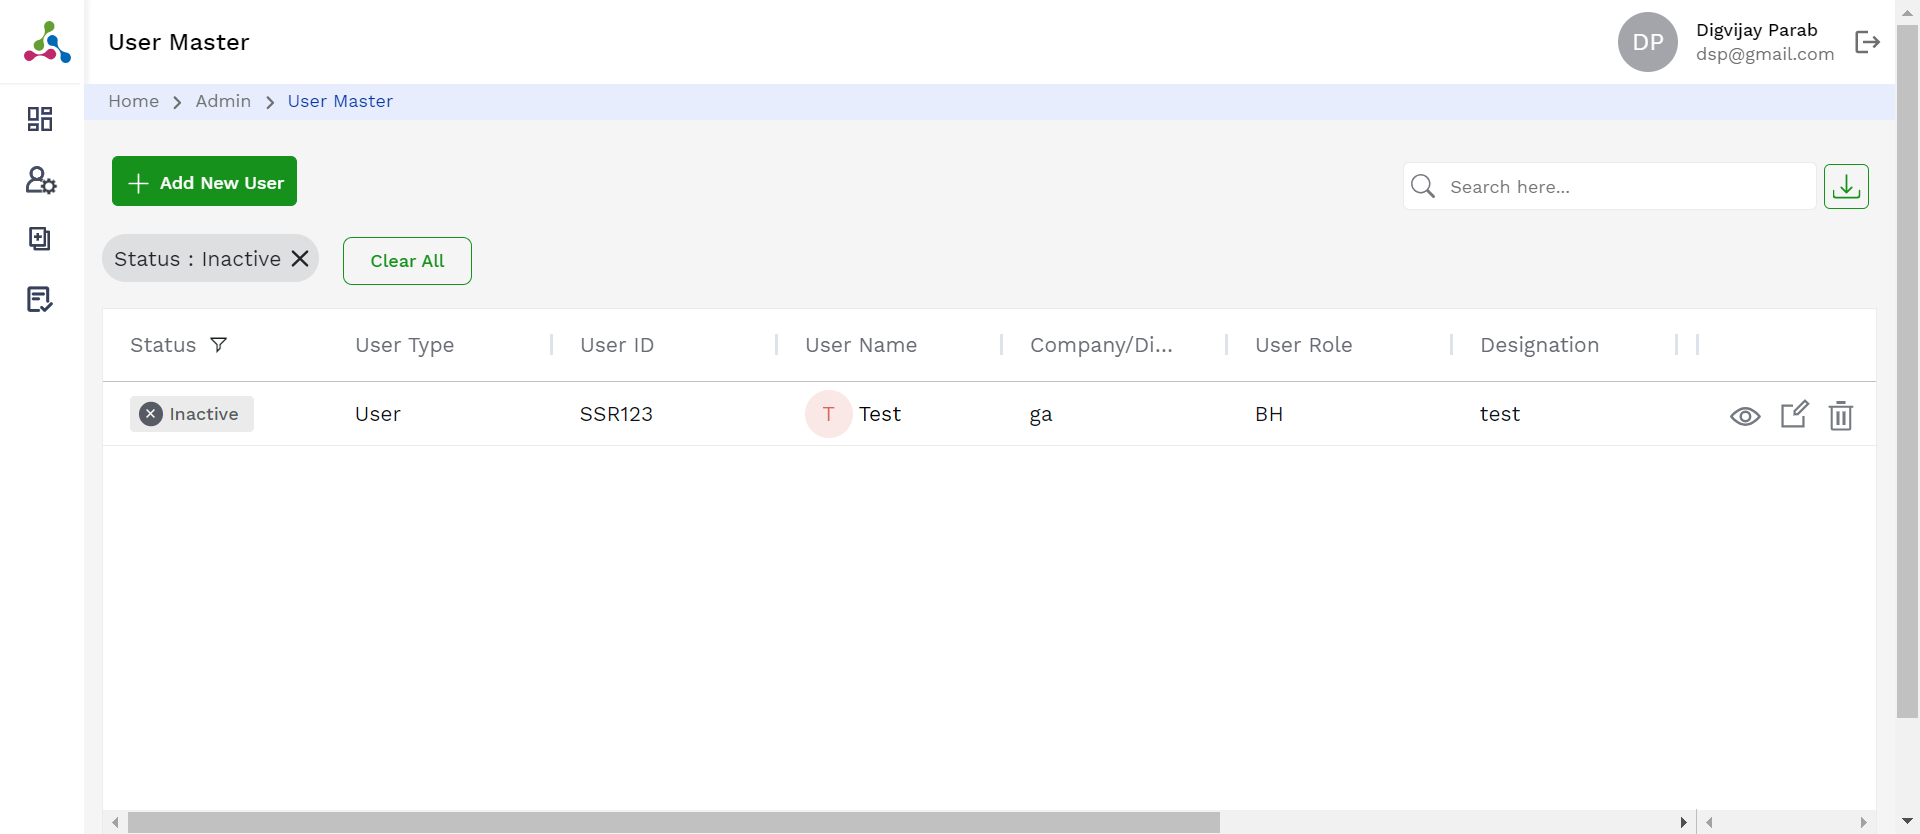 User Master
DP
Digvijay Parab
dsp@gmail.com
Home > Admin > User Master
Add New User
Search here...
Status : Inactive
Clear All
Status User Type User ID User Name Company/Di... User Role Designation
Inactive User SSR123 T Test ga BH test